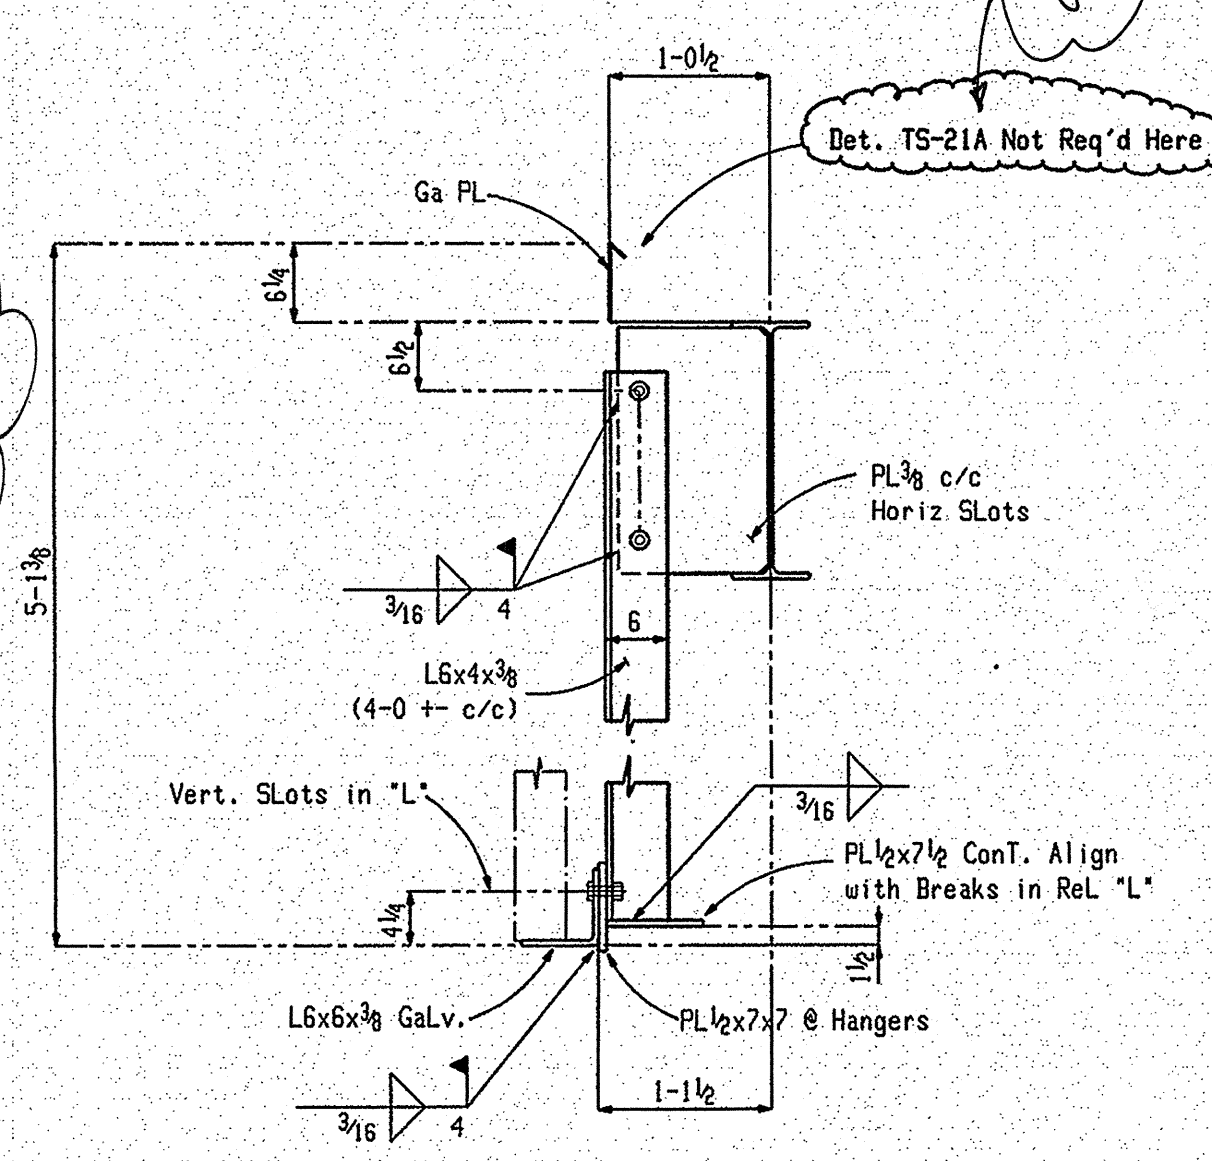 1-0½
Det. TS-21A Not Req'd Here
Ga PL
6¼
6½
PL⅜ c/c
Horiz SLots
5-1⅜
3/16
4
6
L6x4x⅜
(4-0 +- c/c)
Vert. SLots in "L"
3/16
PL½x7½ ConT. Align
with Breaks in ReL "L"
4¼
1½
L6x6x⅜ GaLv.
PL½x7x7 @ Hangers
1-1½
3/16
4